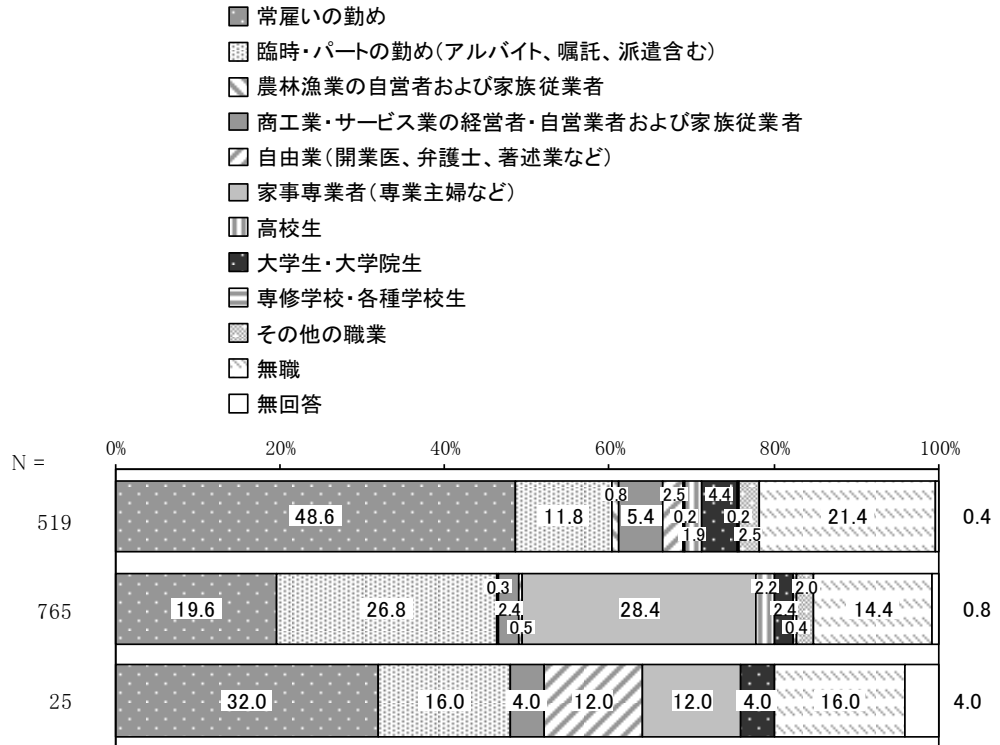 常雇いの勤め
臨時・パートの勤め（アルバイト、嘱託、派遣含む）
農林漁業の自営者および家族従業者
商工業・サービス業の経営者・自営業者および家族従業者
自由業（開業医、弁護士、著述業など）
家事専業者（専業主婦など）
高校生
大学生・大学院生
専修学校・各種学校生
その他の職業
無職
無回答
N =
0% 20% 40% 60% 80% 100%
519 48.6 11.8 0.8 5.4 2.5 0.2 1.9 4.4 0.2 2.5 21.4 0.4
765 19.6 26.8 0.3 2.4 0.5 28.4 2.2 2.4 0.4 2.0 14.4 0.8
25 32.0 16.0 4.0 12.0 12.0 4.0 16.0 4.0